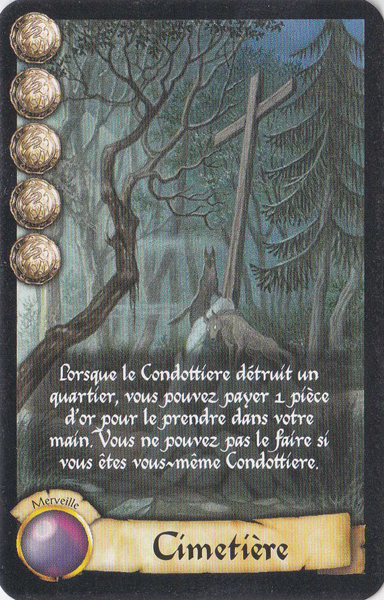 Lorsque le Condottiere détruit un
quartier, vous pouvez payer 1 pièce
d'or pour le prendre dans votre
main. Vous ne pouvez pas le faire si
vous êtes vous-même Condottiere.
Merveille
Cimetière